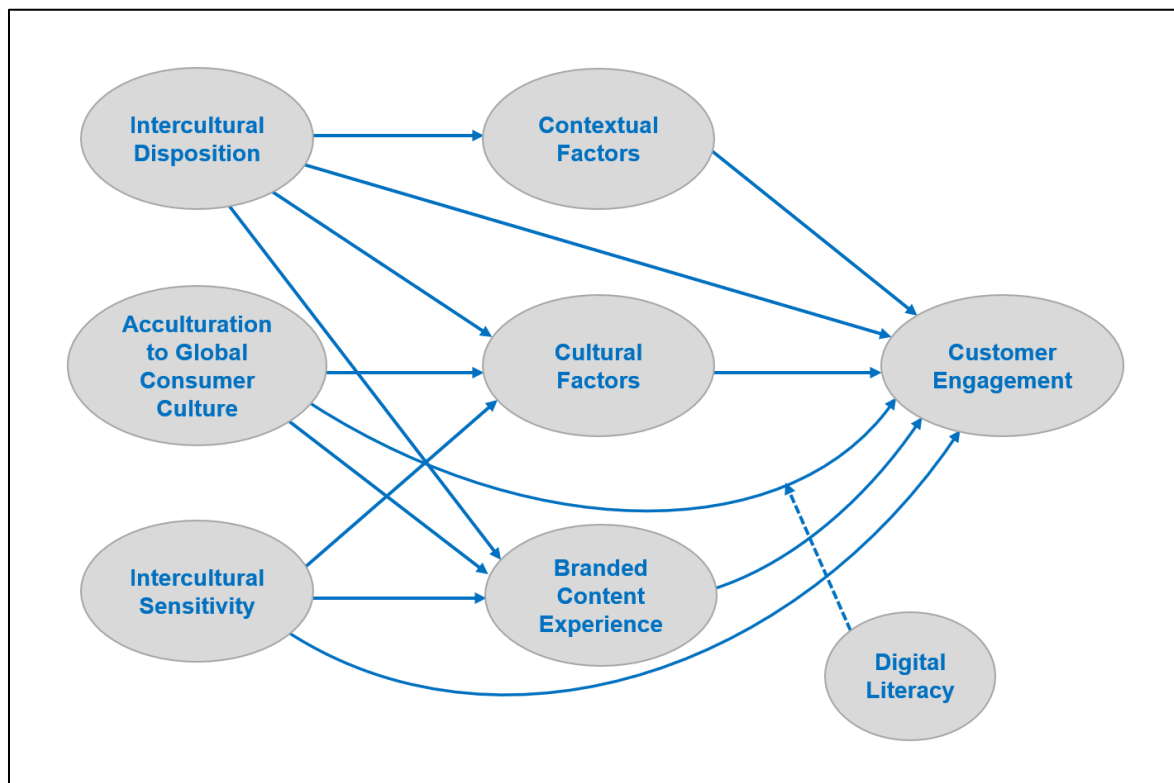 Intercultural
Disposition
Contextual
Factors
Acculturation
to Global
Consumer
Culture
Cultural
Factors
Customer
Engagement
Intercultural
Sensitivity
Branded
Content
Experience
Digital
Literacy